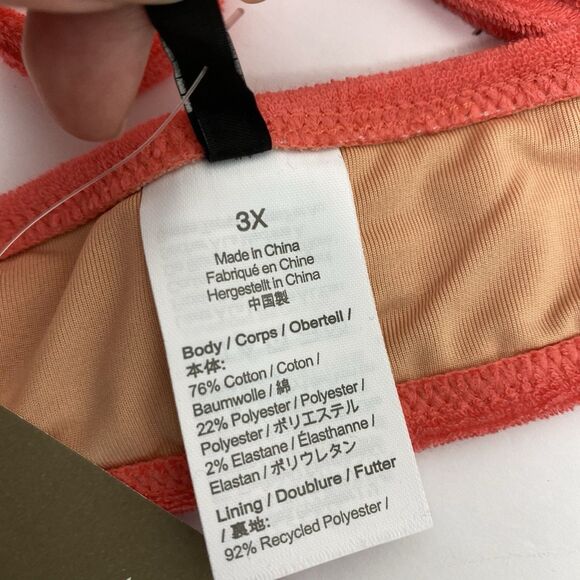 3X
Made in China
Fabriqué en Chine
Hergestellt in China
中国製
Body / Corps / Oberteil /
本体:
76% Cotton / Coton /
Baumwolle / 綿
22% Polyester / Polyester /
Polyester / ポリエステル
2% Elastane / Élasthanne /
Elastan / ポリウレタン
Lining / Doublure / Futter
/ 裏地:
92% Recycled Polyester /